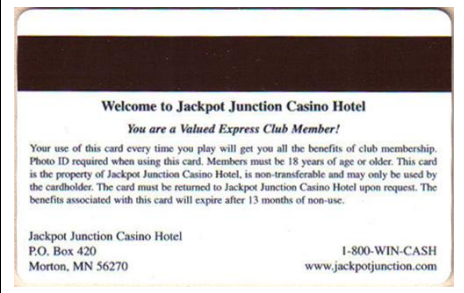 Welcome to Jackpot Junction Casino Hotel
You are a Valued Express Club Member!
Your use of this card every time you play will get you all the benefits of club membership.
Photo ID required when using this card. Members must be 18 years of age or older. This card
is the property of Jackpot Junction Casino Hotel, is non-transferable and may only be used by
the cardholder. The card must be returned to Jackpot Junction Casino Hotel upon request. The
benefits associated with this card will expire after 13 months of non-use.
Jackpot Junction Casino Hotel
P.O. Box 420
1-800-WIN-CASH
Morton, MN 56270
www.jackpotjunction.com